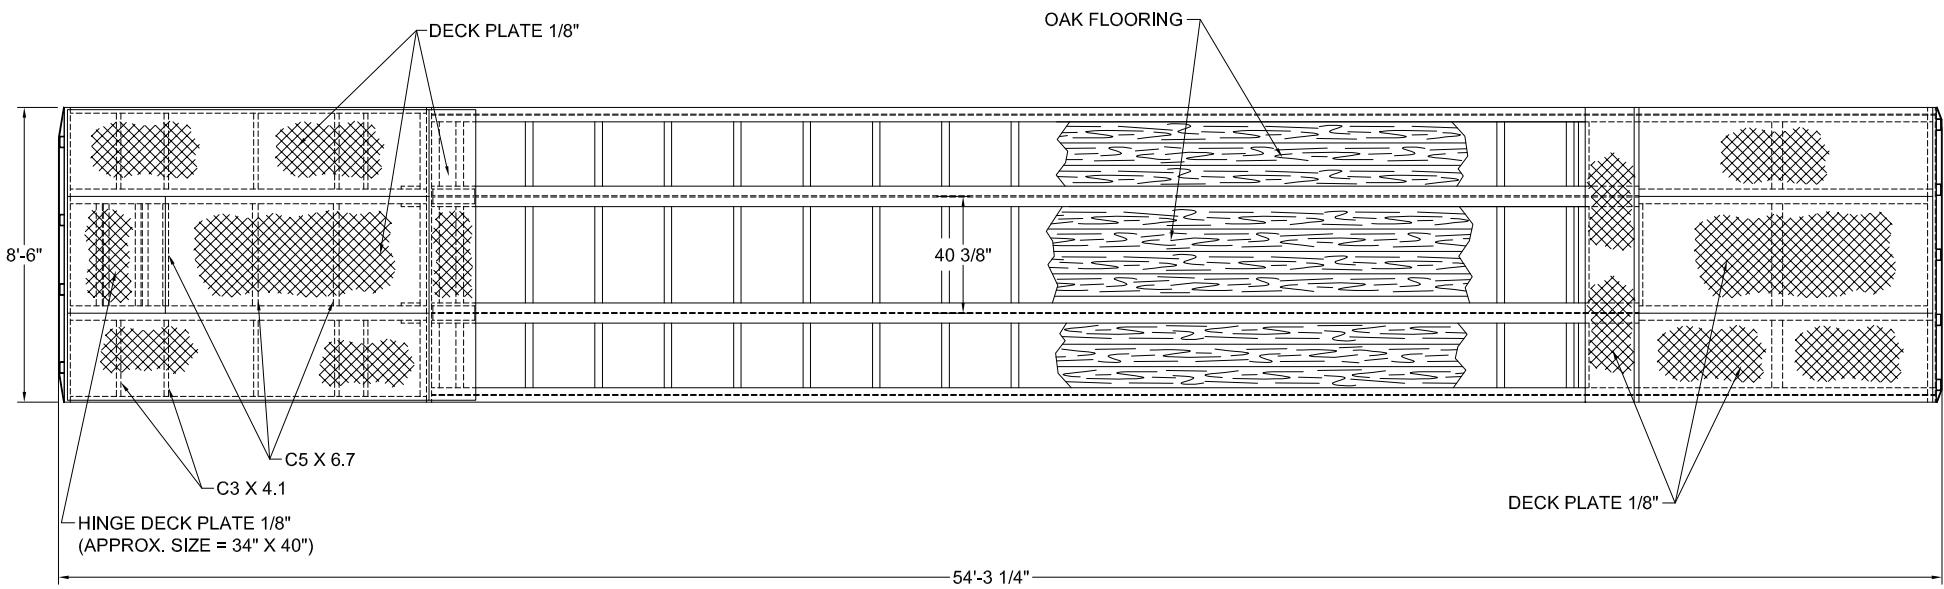 OAK FLOORING
DECK PLATE 1/8"
8'-6"
40 3/8"
C5 X 6.7
C3 X 4.1
DECK PLATE 1/8"
HINGE DECK PLATE 1/8"
(APPROX. SIZE = 34" X 40")
54'-3 1/4"